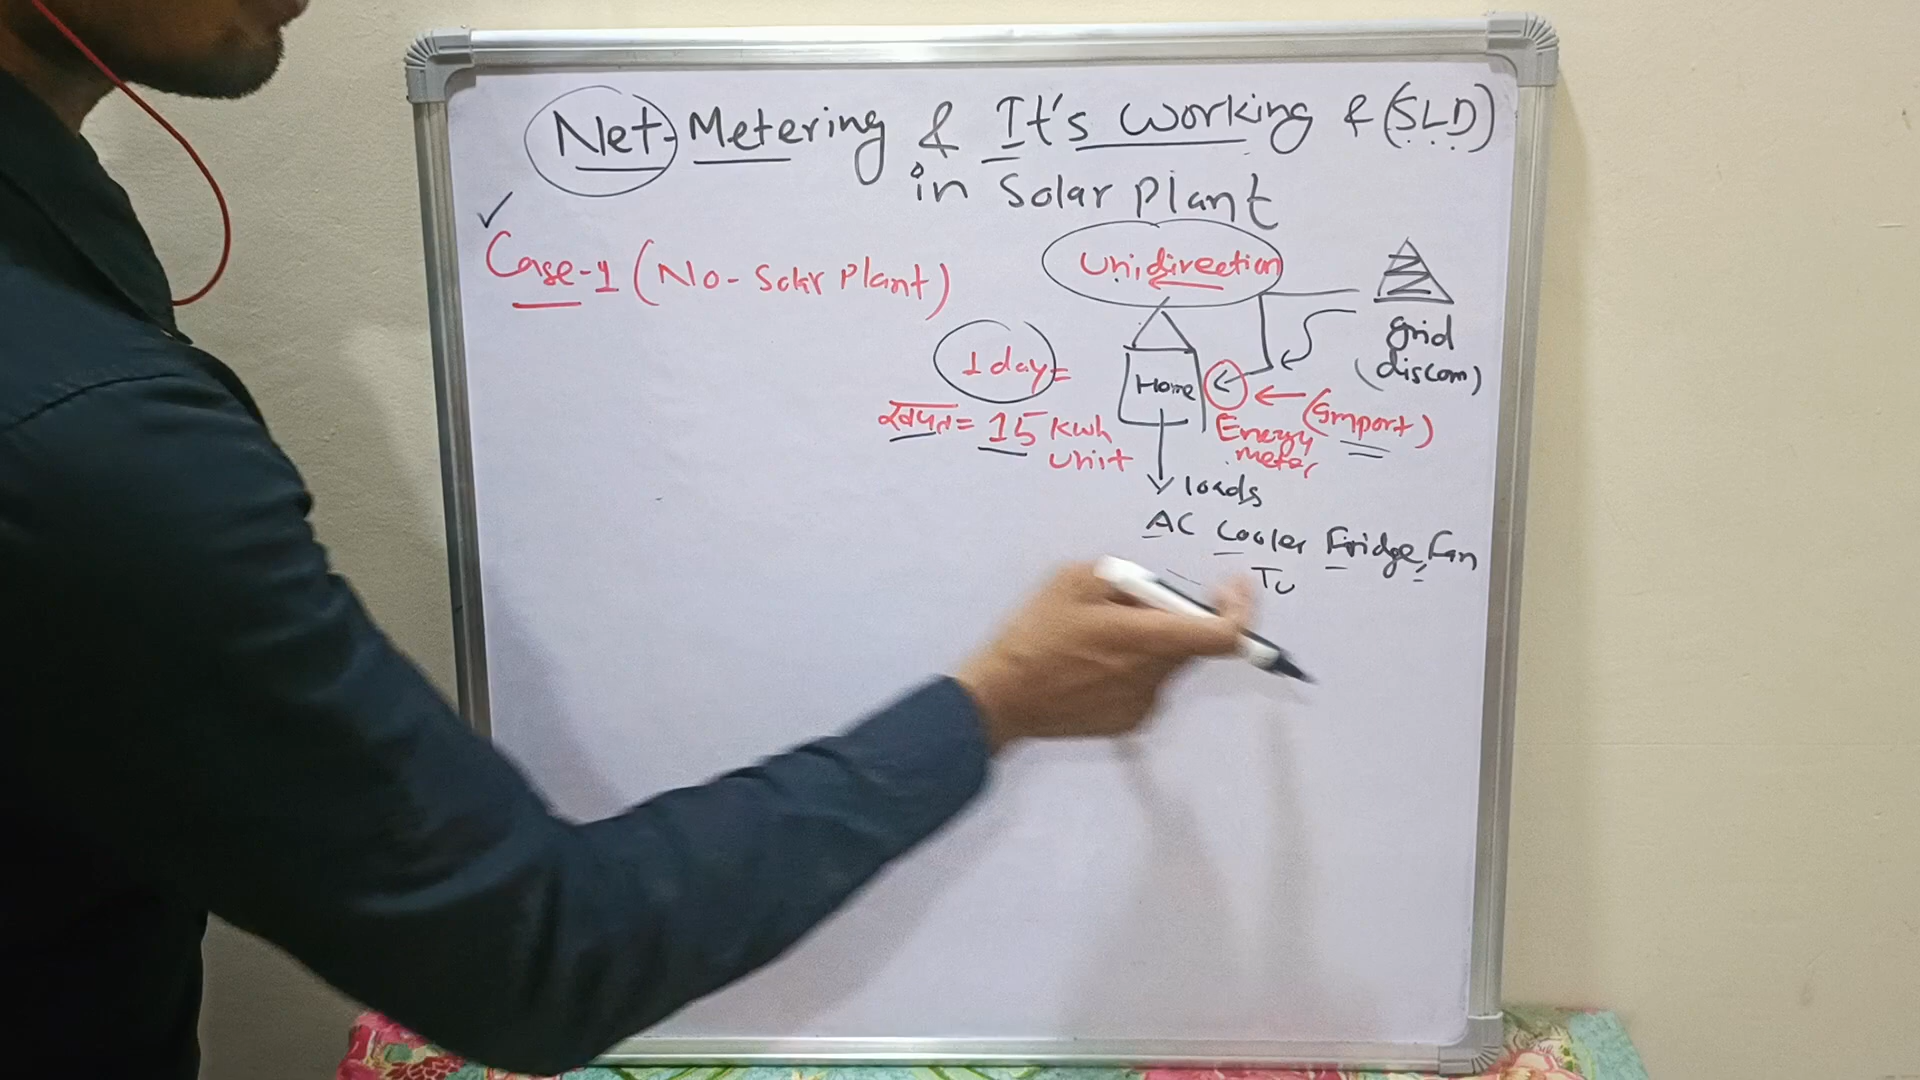 Net-Metering & It's working & (SLD)
in Solar Plant
Case-1 (No-Solar Plant)
Unidirection
grid
(discom)
1 day =
Home
खपत = 15 kwh
unit
(Import)
Energy
meter
loads
AC Cooler Fridge, Fan
TV